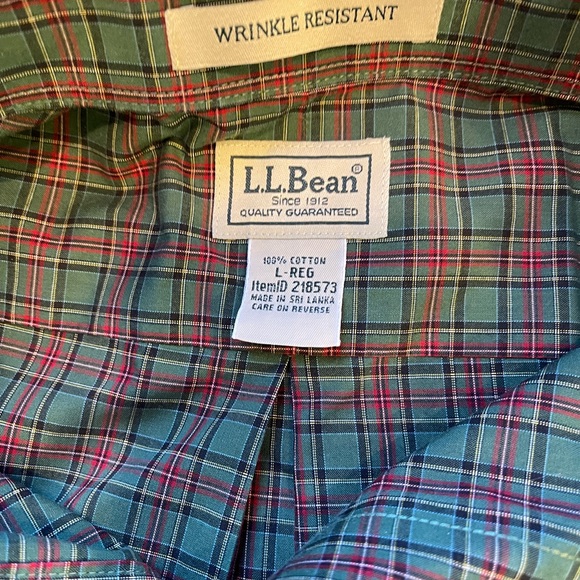 WRINKLE RESISTANT
L.L.Bean®
Since 1912
QUALITY GUARANTEED
100% COTTON
L-REG
ItemID 218573
MADE IN SRI LANKA
CARE ON REVERSE